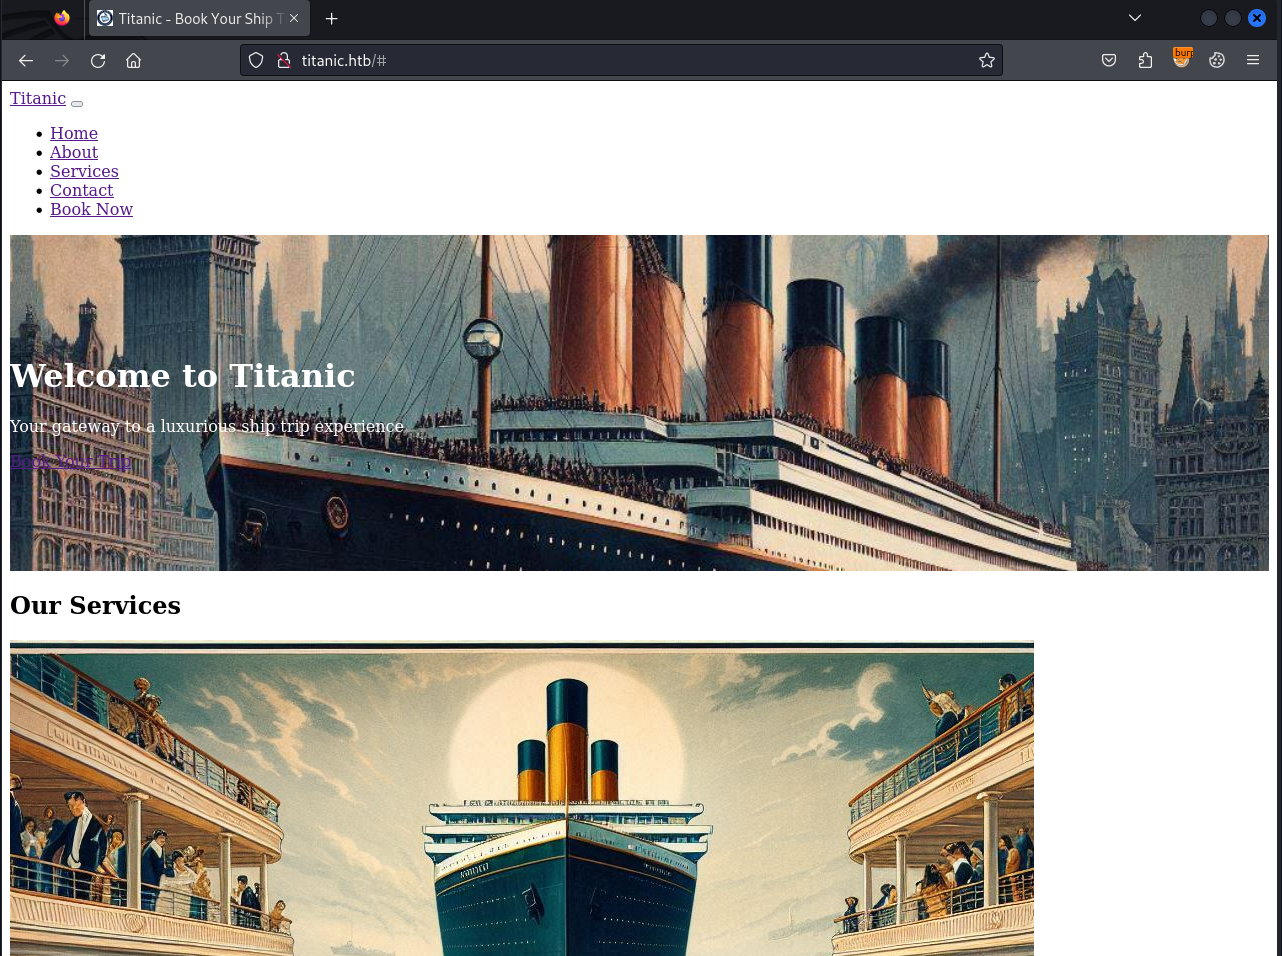 Titanic - Book Your Ship T
titanic.htb/#
burp
Titanic
Home
About
Services
Contact
Book Now
Welcome to Titanic
Your gateway to a luxurious ship trip experience
Book Your Trip
Our Services